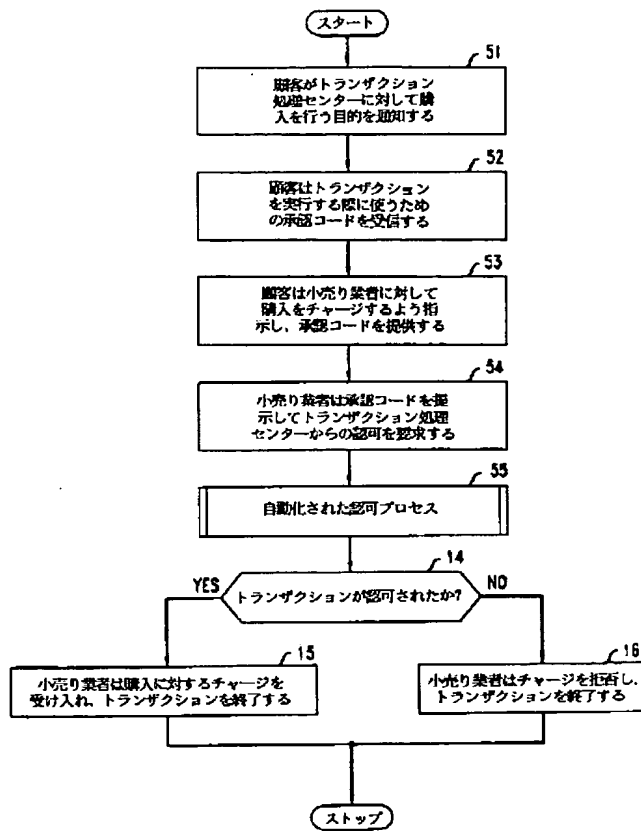 スタート
51
顧客がトランザクション
処理センターに対して購
入を行う目的を通知する
52
顧客はトランザクション
を実行する際に使うため
の承認コードを受信する
53
顧客は小売り業者に対して
購入をチャージするよう指
示し、承認コードを提供する
54
小売り業者は承認コードを提
示してトランザクション処理
センターからの認可を要求する
55
自動化された認可プロセス
14
YES
トランザクションが認可されたか?
NO
15
小売り業者は購入に対するチャージを
受け入れ、トランザクションを終了する
16
小売り業者はチャージを拒否し、
トランザクションを終了する
ストップ